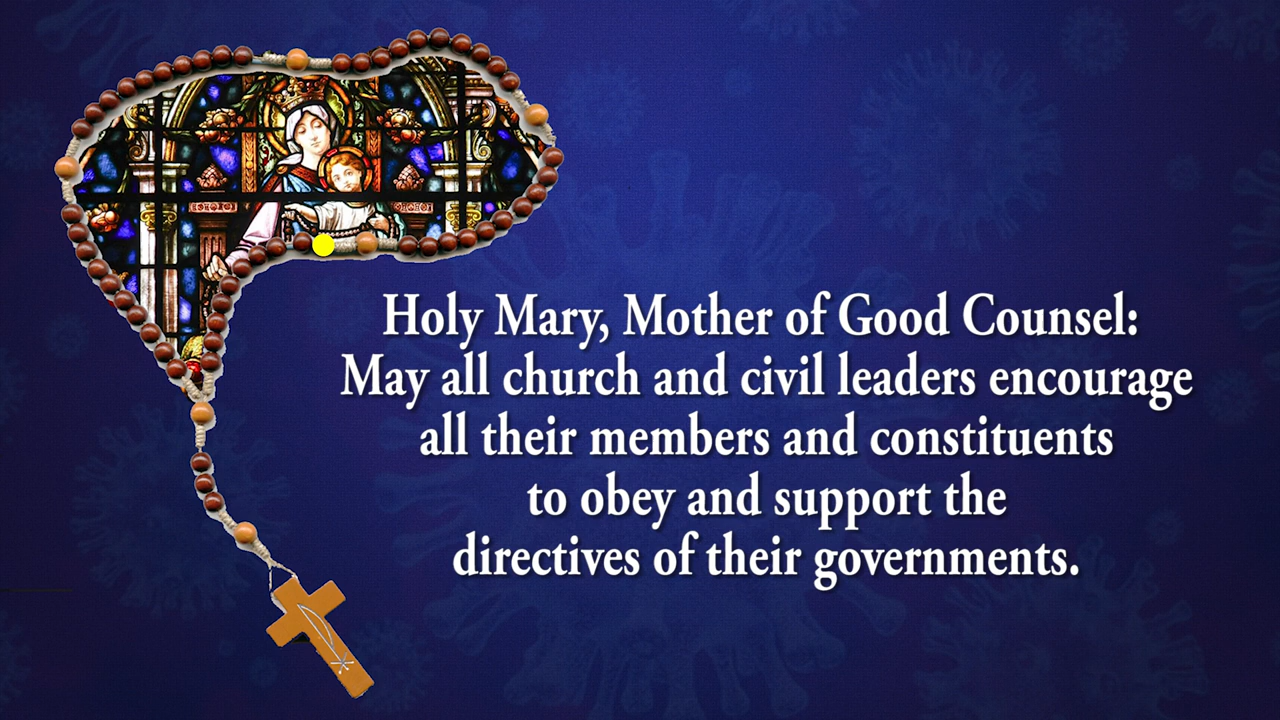 Holy Mary, Mother of Good Counsel:
May all church and civil leaders encourage
all their members and constituents
to obey and support the
directives of their governments.